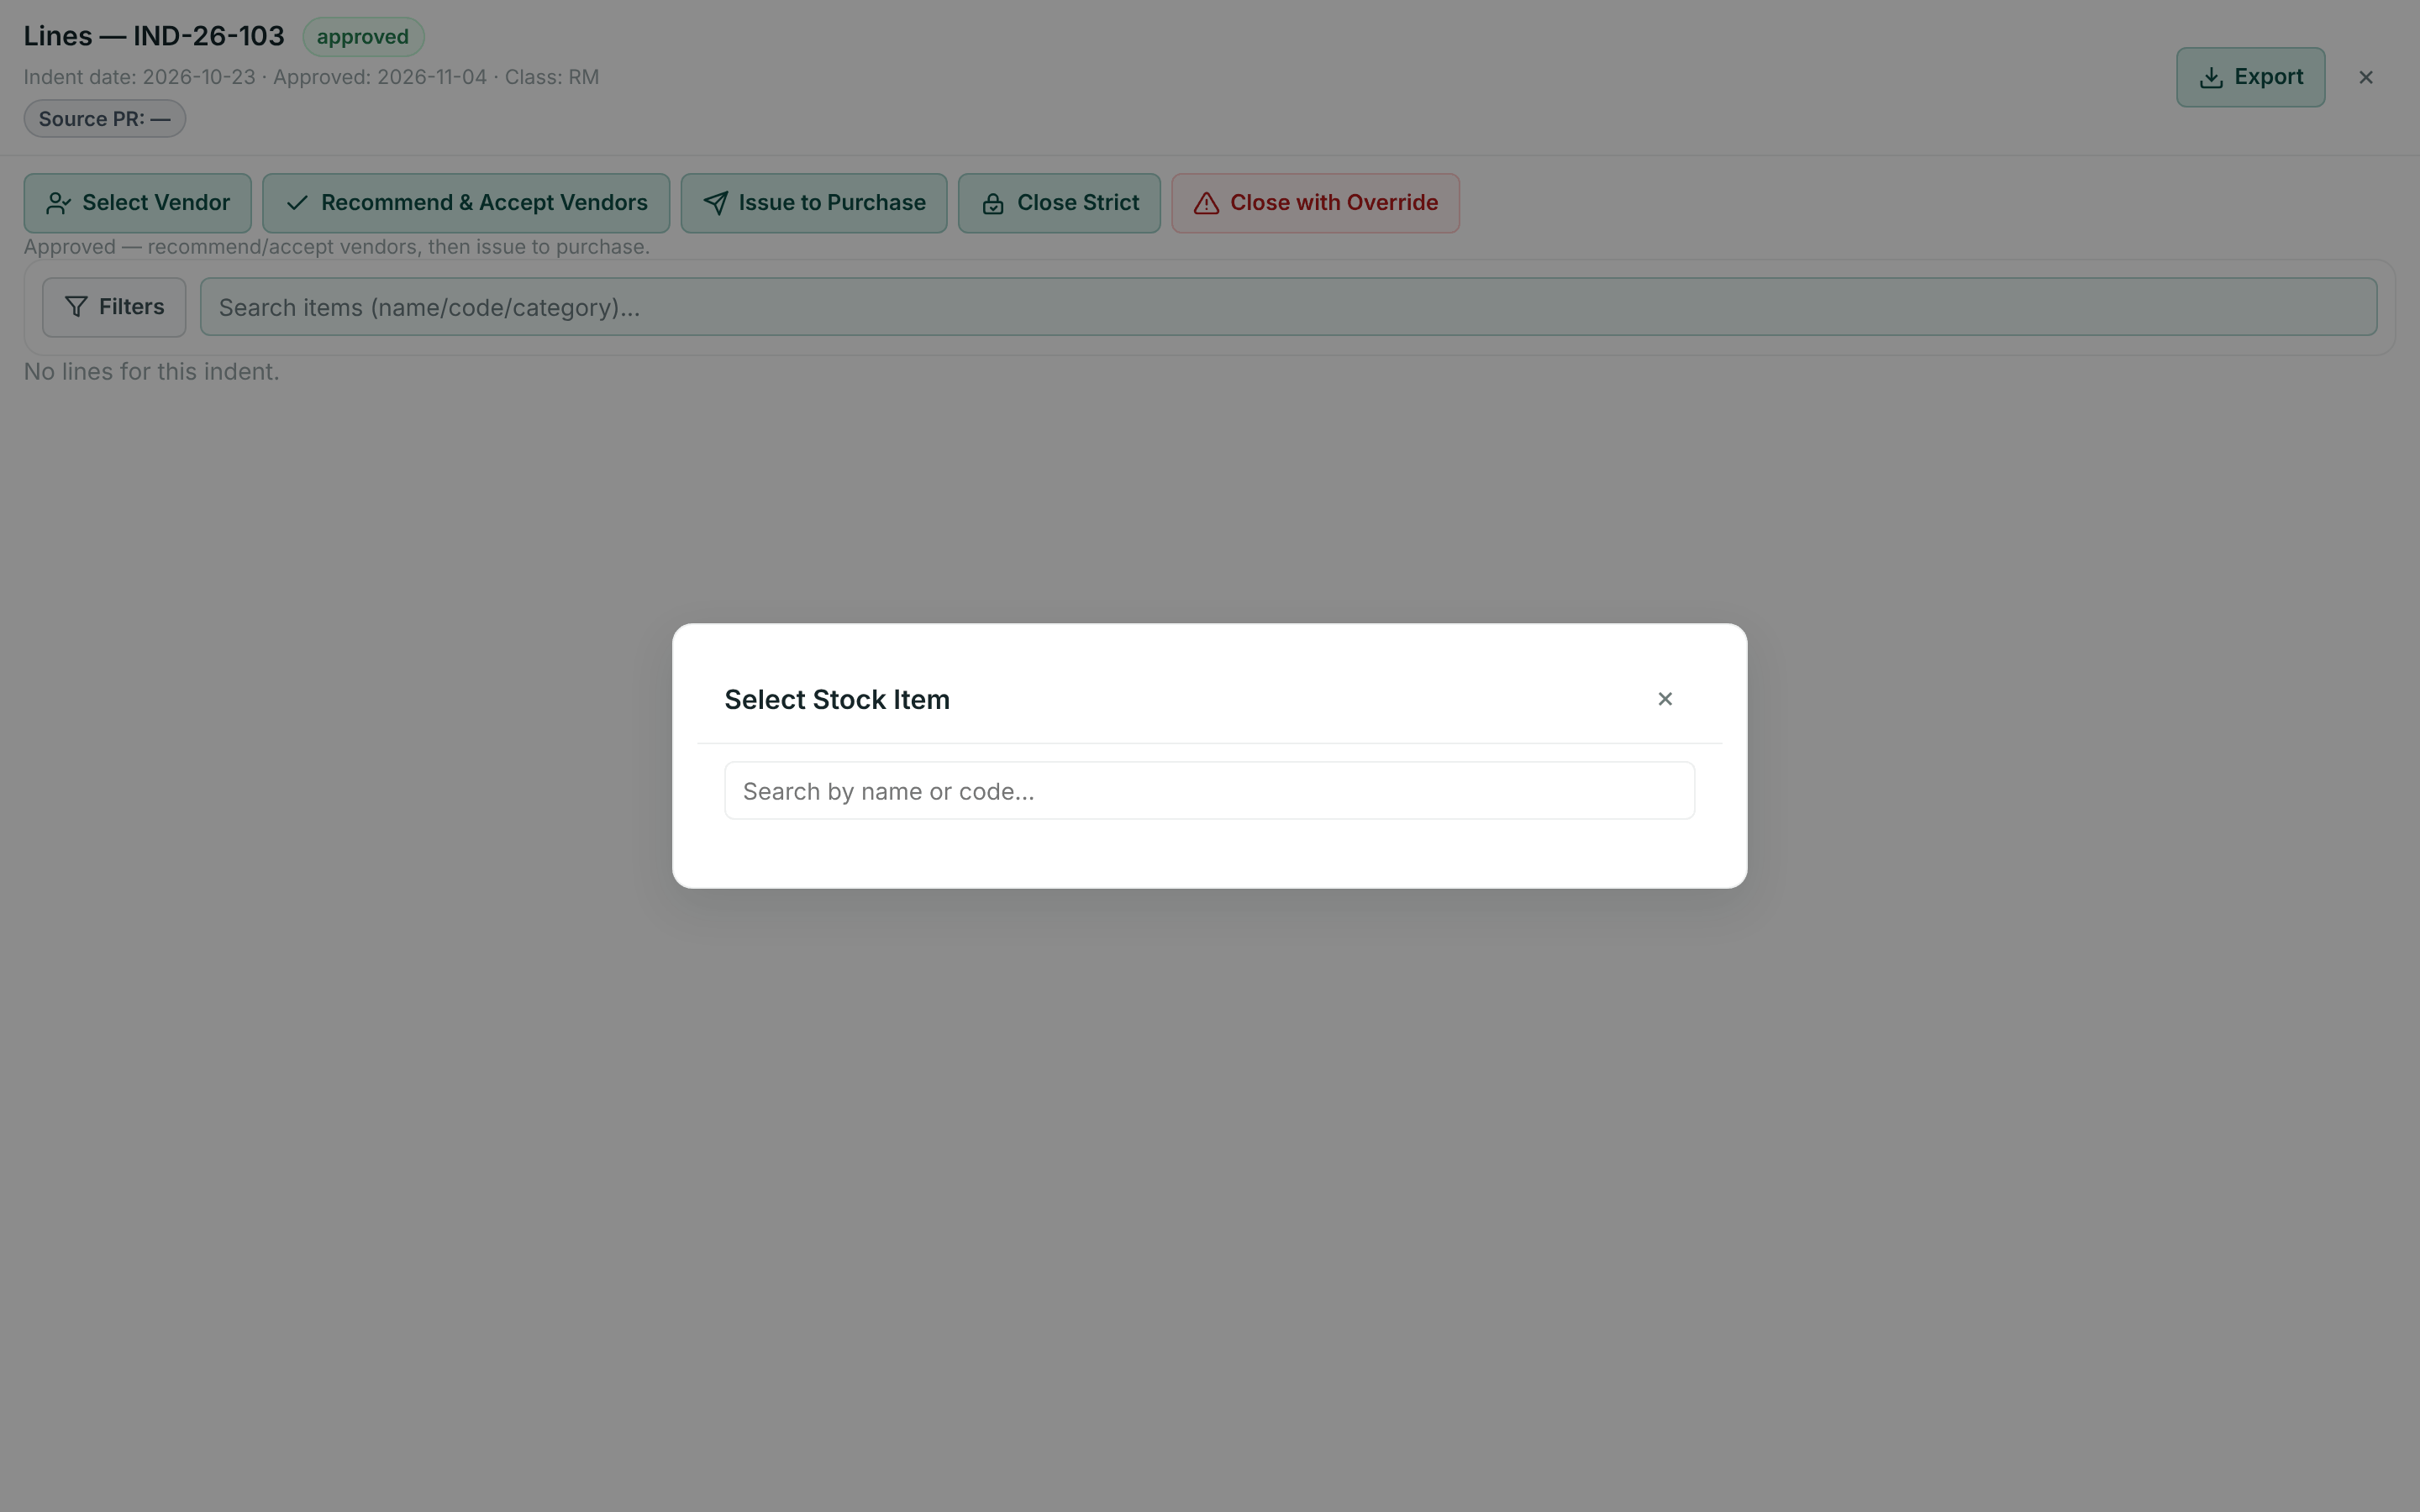 Lines — IND-26-103 approved
Indent date: 2026-10-23 · Approved: 2026-11-04 · Class: RM
Source PR: —
Export ×
Select Vendor Recommend & Accept Vendors Issue to Purchase Close Strict Close with Override
Approved — recommend/accept vendors, then issue to purchase.
Filters Search items (name/code/category)...
No lines for this indent.
Select Stock Item ×
Search by name or code...